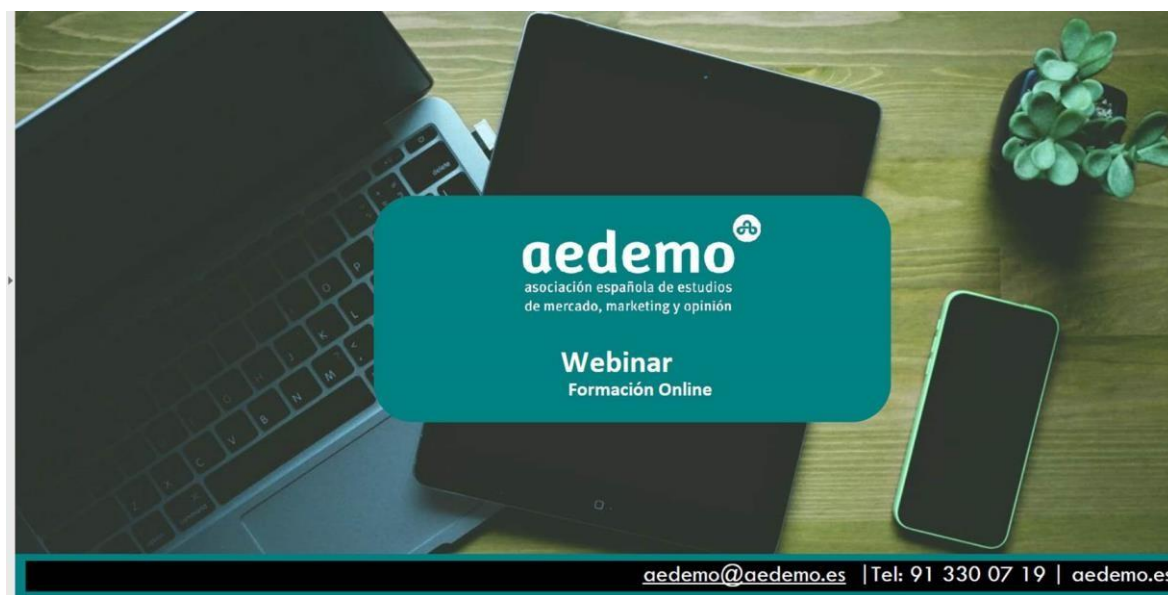 aedemo
asociación española de estudios
de mercado, marketing y opinión
Webinar
Formación Online
aedemo@aedemo.es |Tel: 91 330 07 19 | aedemo.es